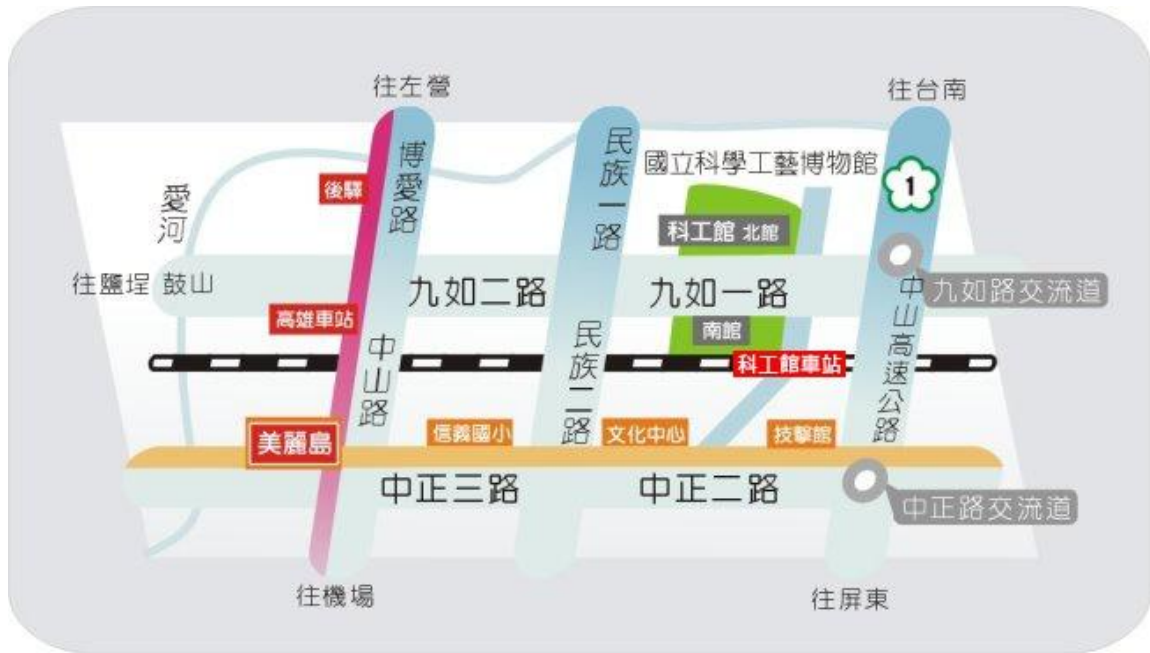 往左營
往台南
博愛路
民族一路
國立科學工藝博物館
1
後驛
愛河
科工館 北館
往鹽埕 鼓山
九如二路
九如一路
九如路交流道
高雄車站
南館
中山路
民族二路
科工館車站
中山高速公路
美麗島
信義國小
文化中心
技擊館
中正三路
中正二路
中正路交流道
往機場
往屏東